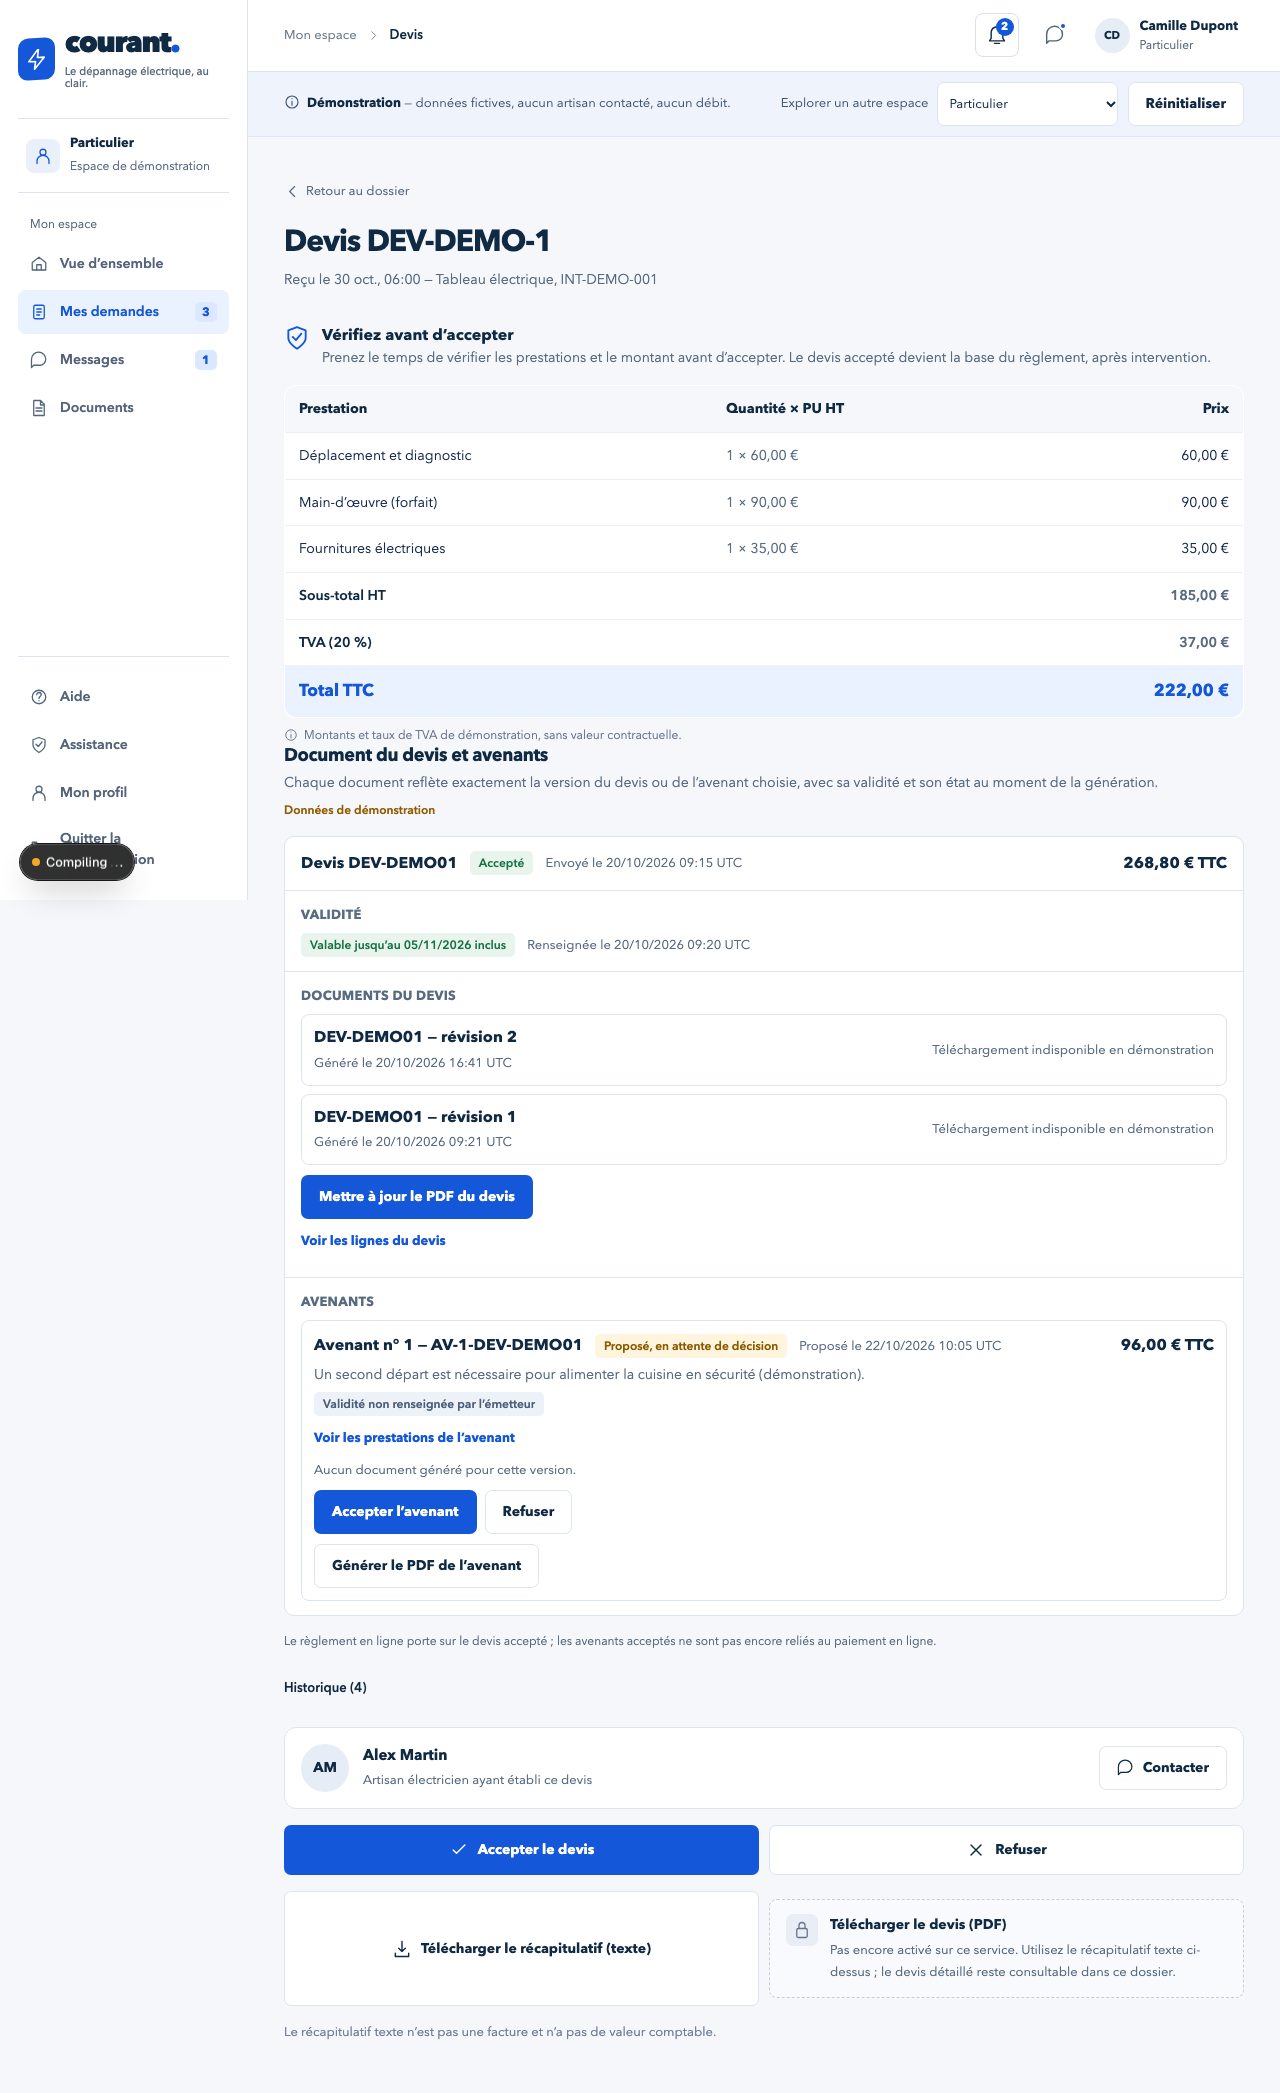 courant.
Le dépannage électrique, au
clair.
Particulier
Espace de démonstration
Mon espace
Vue d’ensemble
Mes demandes 3
Messages 1
Documents
Aide
Assistance
Mon profil
Quitter la
ion
Compiling ...
Mon espace > Devis
2
CD
Camille Dupont
Particulier
Démonstration – données fictives, aucun artisan contacté, aucun débit.
Explorer un autre espace
Particulier
Réinitialiser
Retour au dossier
Devis DEV-DEMO-1
Reçu le 30 oct., 06:00 – Tableau électrique, INT-DEMO-001
Vérifiez avant d’accepter
Prenez le temps de vérifier les prestations et le montant avant d’accepter. Le devis accepté devient la base du règlement, après intervention.
Prestation Quantité × PU HT Prix
Déplacement et diagnostic 1 × 60,00 € 60,00 €
Main-d’œuvre (forfait) 1 × 90,00 € 90,00 €
Fournitures électriques 1 × 35,00 € 35,00 €
Sous-total HT 185,00 €
TVA (20 %) 37,00 €
Total TTC 222,00 €
Montants et taux de TVA de démonstration, sans valeur contractuelle.
Document du devis et avenants
Chaque document reflète exactement la version du devis ou de l’avenant choisie, avec sa validité et son état au moment de la génération.
Données de démonstration
Devis DEV-DEMO01 Accepté Envoyé le 20/10/2026 09:15 UTC 268,80 € TTC
VALIDITÉ
Valable jusqu’au 05/11/2026 inclus Renseignée le 20/10/2026 09:20 UTC
DOCUMENTS DU DEVIS
DEV-DEMO01 – révision 2
Généré le 20/10/2026 16:41 UTC
Téléchargement indisponible en démonstration
DEV-DEMO01 – révision 1
Généré le 20/10/2026 09:21 UTC
Téléchargement indisponible en démonstration
Mettre à jour le PDF du devis
Voir les lignes du devis
AVENANTS
Avenant n° 1 – AV-1-DEV-DEMO01 Proposé, en attente de décision Proposé le 22/10/2026 10:05 UTC 96,00 € TTC
Un second départ est nécessaire pour alimenter la cuisine en sécurité (démonstration).
Validité non renseignée par l’émetteur
Voir les prestations de l’avenant
Aucun document généré pour cette version.
Accepter l’avenant
Refuser
Générer le PDF de l’avenant
Le règlement en ligne porte sur le devis accepté ; les avenants acceptés ne sont pas encore reliés au paiement en ligne.
Historique (4)
AM
Alex Martin
Artisan électricien ayant établi ce devis
Contacter
Accepter le devis
Refuser
Télécharger le récapitulatif (texte)
Télécharger le devis (PDF)
Pas encore activé sur ce service. Utilisez le récapitulatif texte ci-
dessus ; le devis détaillé reste consultable dans ce dossier.
Le récapitulatif texte n’est pas une facture et n’a pas de valeur comptable.